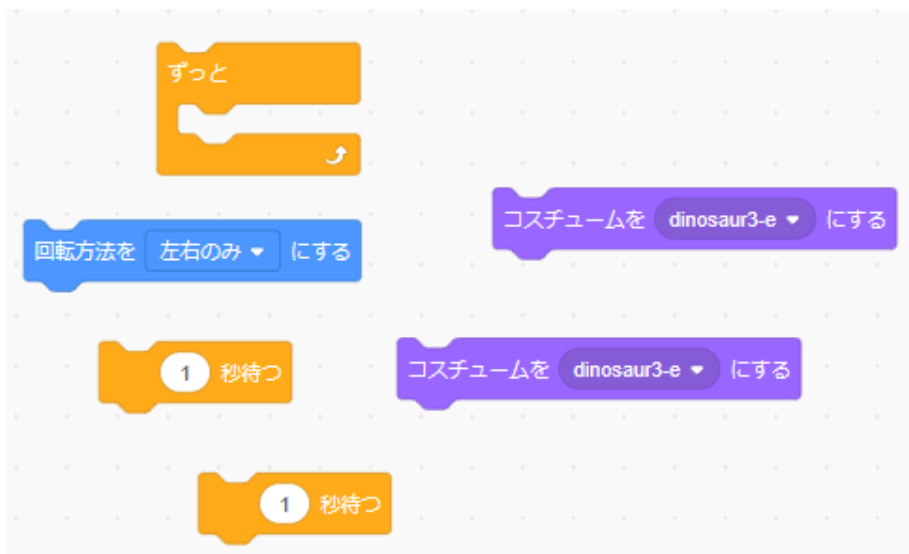 ずっと
コスチュームを dinosaur3-e にする
回転方法を 左右のみ にする
1 秒待つ
コスチュームを dinosaur3-e にする
1 秒待つ